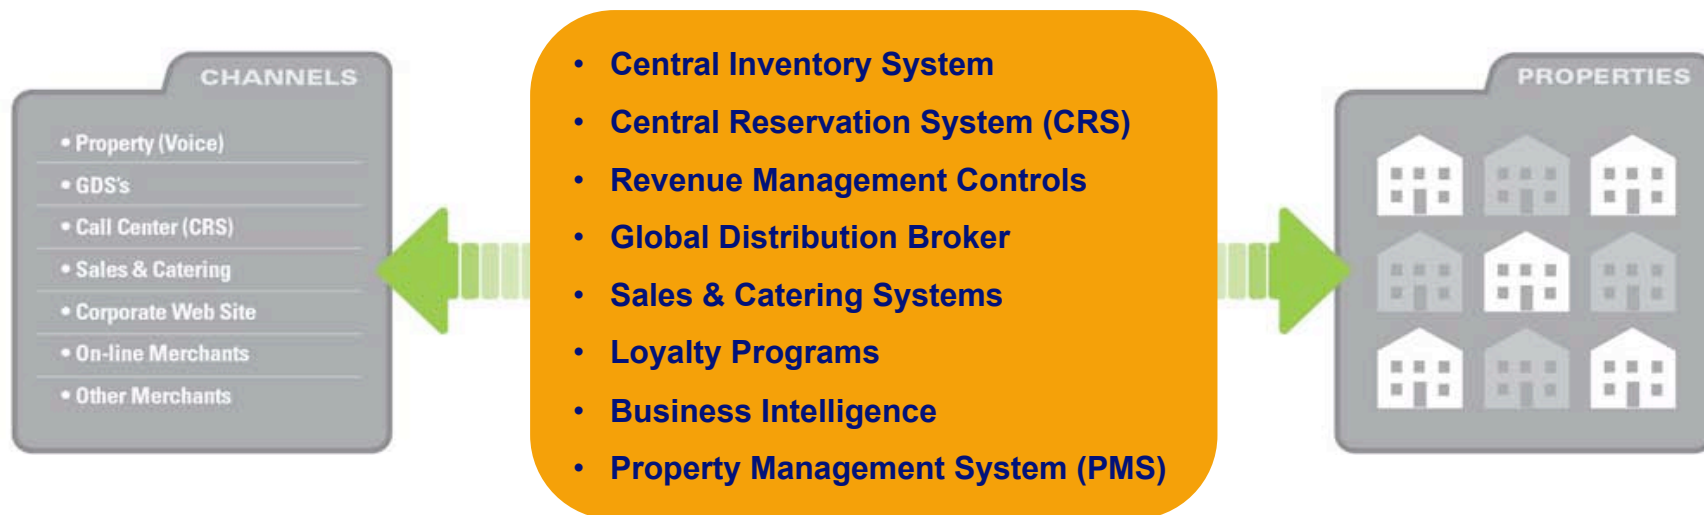 CHANNELS
• Property (Voice)
• GDS's
• Call Center (CRS)
• Sales & Catering
• Corporate Web Site
• On-line Merchants
• Other Merchants
• Central Inventory System
• Central Reservation System (CRS)
• Revenue Management Controls
• Global Distribution Broker
• Sales & Catering Systems
• Loyalty Programs
• Business Intelligence
• Property Management System (PMS)
PROPERTIES